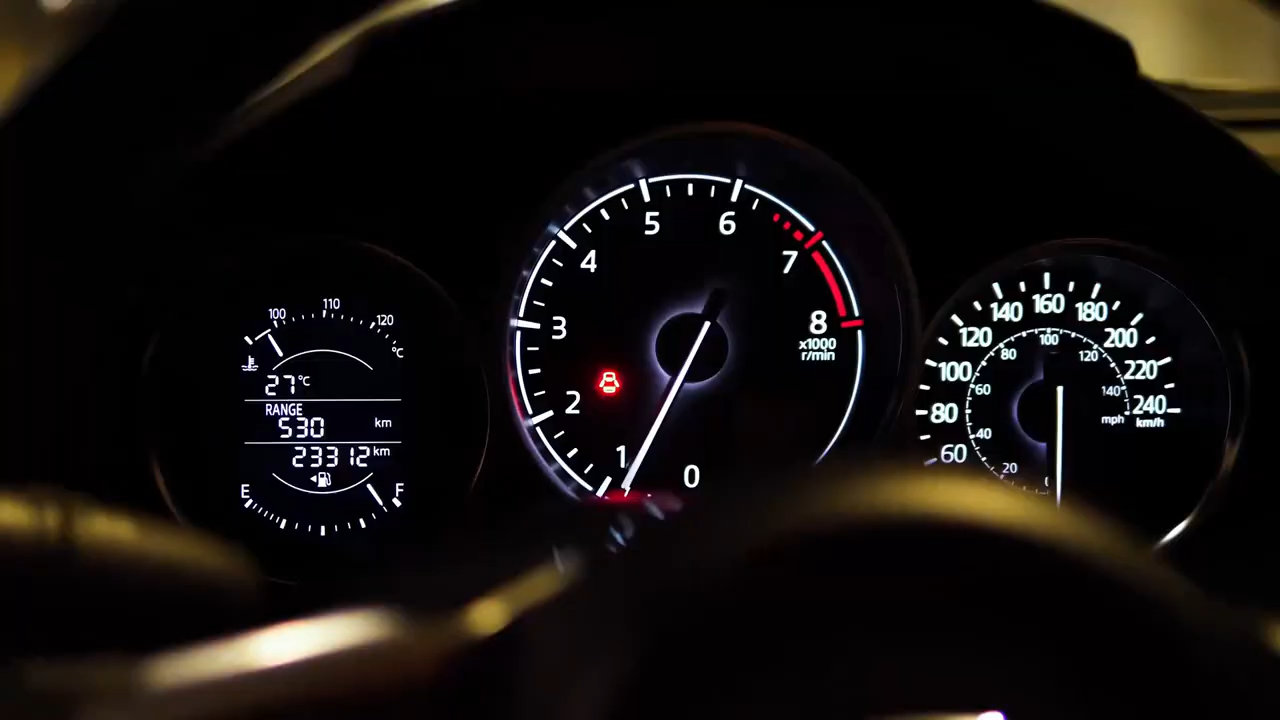 100 110 120
°C
27°C
RANGE
530 km
23312 km
E F
0 1 2 3 4 5 6 7 8
x1000
r/min
60 80 100 120 140 160 180 200 220 240
km/h
0 20 40 60 80 100 120 140
mph